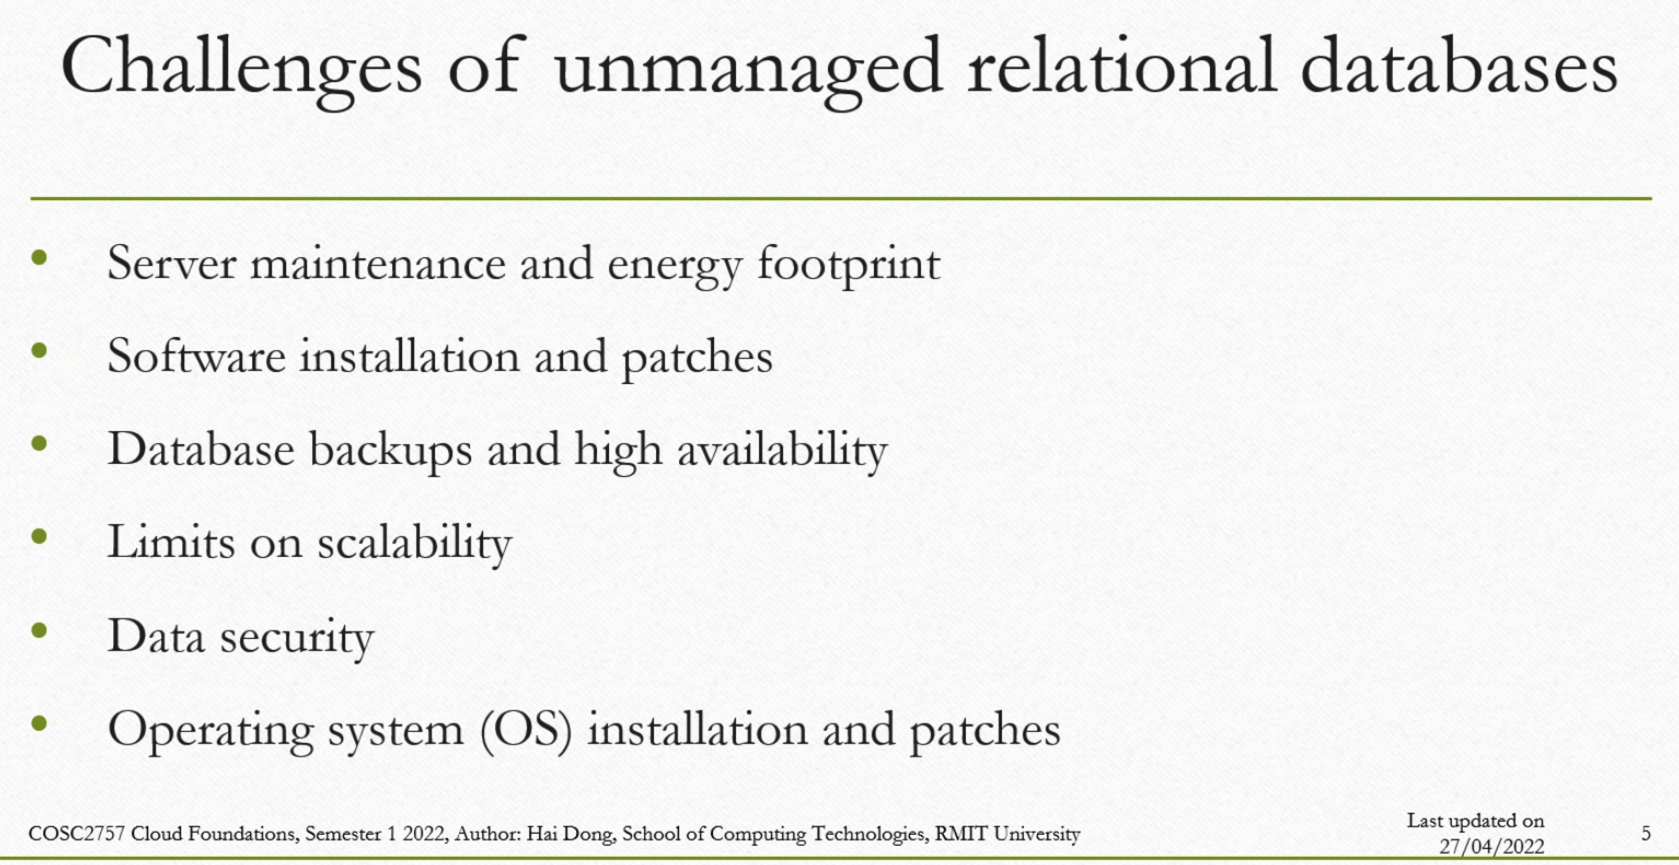 Challenges of unmanaged relational databases
• Server maintenance and energy footprint
• Software installation and patches
• Database backups and high availability
• Limits on scalability
• Data security
• Operating system (OS) installation and patches
COSC2757 Cloud Foundations, Semester 1 2022, Author: Hai Dong, School of Computing Technologies, RMIT University
Last updated on
27/04/2022
5